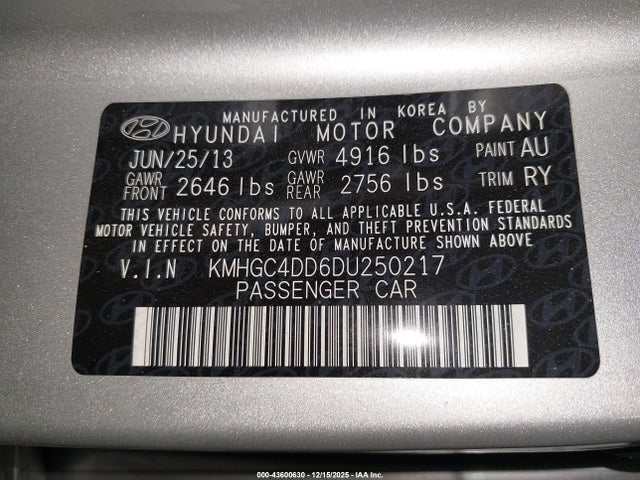 MANUFACTURED IN KOREA BY
HYUNDAI MOTOR COMPANY
JUN/25/13 GVWR 4916 lbs PAINT AU
GAWR FRONT 2646 lbs GAWR REAR 2756 lbs TRIM RY
THIS VEHICLE CONFORMS TO ALL APPLICABLE U.S.A. FEDERAL
MOTOR VEHICLE SAFETY, BUMPER, AND THEFT PREVENTION STANDARDS
IN EFFECT ON THE DATE OF MANUFACTURE SHOWN ABOVE
V.I.N KMHGC4DD6DU250217
PASSENGER CAR
000-43600630 - 12/15/2025 - IAA Inc.